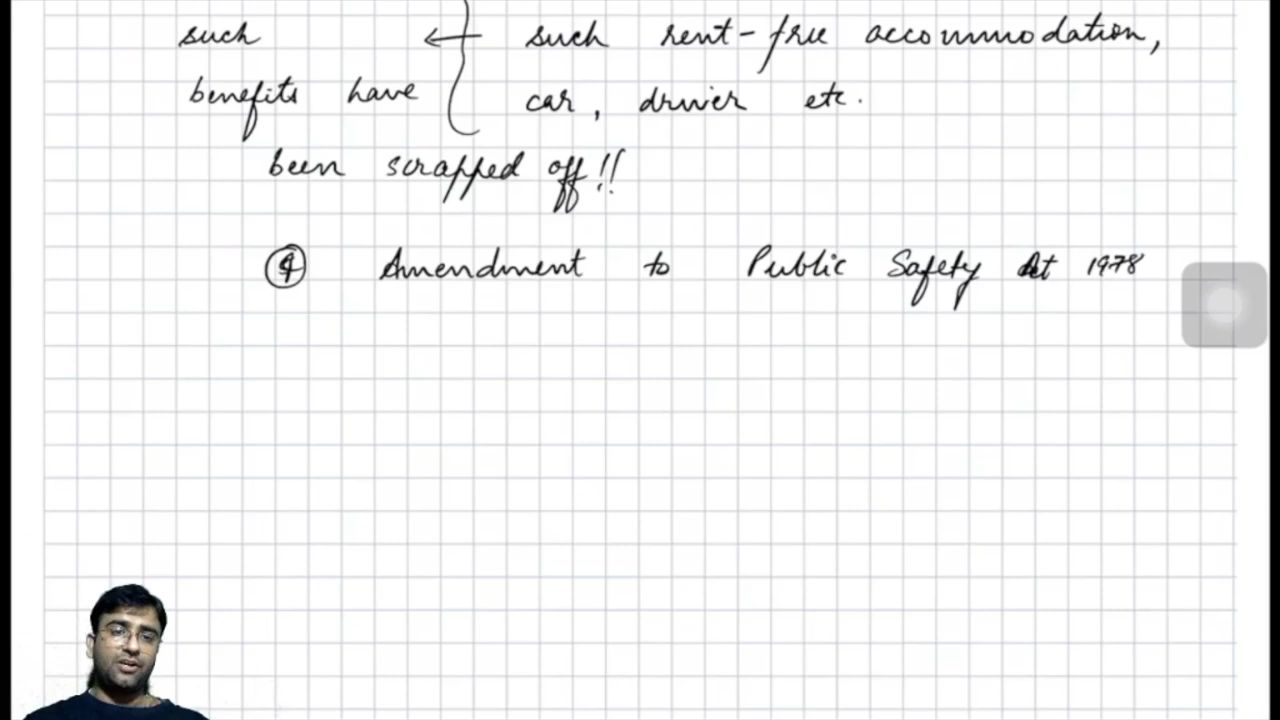 such ← such rent-free accommodation,
benefits have car, driver etc.
been scrapped off!!
④ Amendment to Public Safety Act 1978